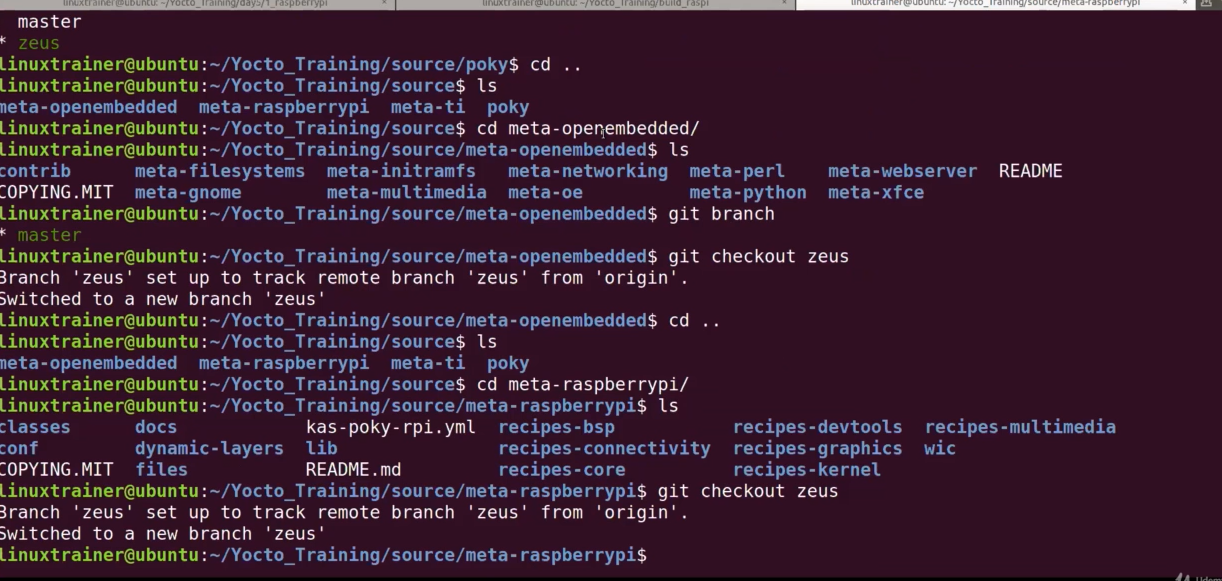 linuxtrainer@ubuntu: ~/Yocto_Training/day5/1_raspberrypi × linuxtrainer@ubuntu: ~/Yocto_Training/build_raspi × linuxtrainer@ubuntu: ~/Yocto_Training/source/meta-raspberrypi ×
master
* zeus
linuxtrainer@ubuntu:~/Yocto_Training/source/poky$ cd ..
linuxtrainer@ubuntu:~/Yocto_Training/source$ ls
meta-openembedded meta-raspberrypi meta-ti poky
linuxtrainer@ubuntu:~/Yocto_Training/source$ cd meta-openembedded/
linuxtrainer@ubuntu:~/Yocto_Training/source/meta-openembedded$ ls
contrib meta-filesystems meta-initramfs meta-networking meta-perl meta-webserver README
COPYING.MIT meta-gnome meta-multimedia meta-oe meta-python meta-xfce
linuxtrainer@ubuntu:~/Yocto_Training/source/meta-openembedded$ git branch
* master
linuxtrainer@ubuntu:~/Yocto_Training/source/meta-openembedded$ git checkout zeus
Branch 'zeus' set up to track remote branch 'zeus' from 'origin'.
Switched to a new branch 'zeus'
linuxtrainer@ubuntu:~/Yocto_Training/source/meta-openembedded$ cd ..
linuxtrainer@ubuntu:~/Yocto_Training/source$ ls
meta-openembedded meta-raspberrypi meta-ti poky
linuxtrainer@ubuntu:~/Yocto_Training/source$ cd meta-raspberrypi/
linuxtrainer@ubuntu:~/Yocto_Training/source/meta-raspberrypi$ ls
classes docs kas-poky-rpi.yml recipes-bsp recipes-devtools recipes-multimedia
conf dynamic-layers lib recipes-connectivity recipes-graphics wic
COPYING.MIT files README.md recipes-core recipes-kernel
linuxtrainer@ubuntu:~/Yocto_Training/source/meta-raspberrypi$ git checkout zeus
Branch 'zeus' set up to track remote branch 'zeus' from 'origin'.
Switched to a new branch 'zeus'
linuxtrainer@ubuntu:~/Yocto_Training/source/meta-raspberrypi$